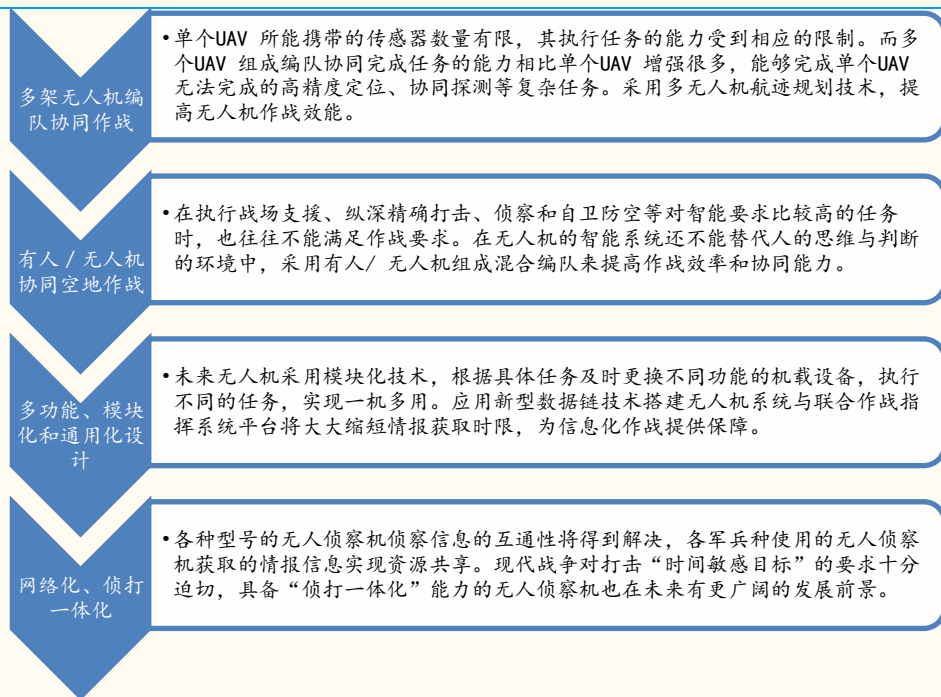 多架无人机编
队协同作战
•单个UAV 所能携带的传感器数量有限，其执行任务的能力受到相应的限制。而多
个UAV 组成编队协同完成任务的能力相比单个UAV 增强很多，能够完成单个UAV
无法完成的高精度定位、协同探测等复杂任务。采用多无人机航迹规划技术，提
高无人机作战效能。
有人/无人机
协同空地作战
•在执行战场支援、纵深精确打击、侦察和自卫防空等对智能要求比较高的任务
时，也往往不能满足作战要求。在无人机的智能系统还不能替代人的思维与判断
的环境中，采用有人/ 无人机组成混合编队来提高作战效率和协同能力。
多功能、模块
化和通用化设
计
•未来无人机采用模块化技术，根据具体任务及时更换不同功能的机载设备，执行
不同的任务，实现一机多用。应用新型数据链技术搭建无人机系统与联合作战指
挥系统平台将大大缩短情报获取时限，为信息化作战提供保障。
网络化、侦打
一体化
•各种型号的无人侦察机侦察信息的互通性将得到解决，各军兵种使用的无人侦察
机获取的情报信息实现资源共享。现代战争对打击“时间敏感目标”的要求十分
迫切，具备“侦打一体化”能力的无人侦察机也在未来有更广阔的发展前景。